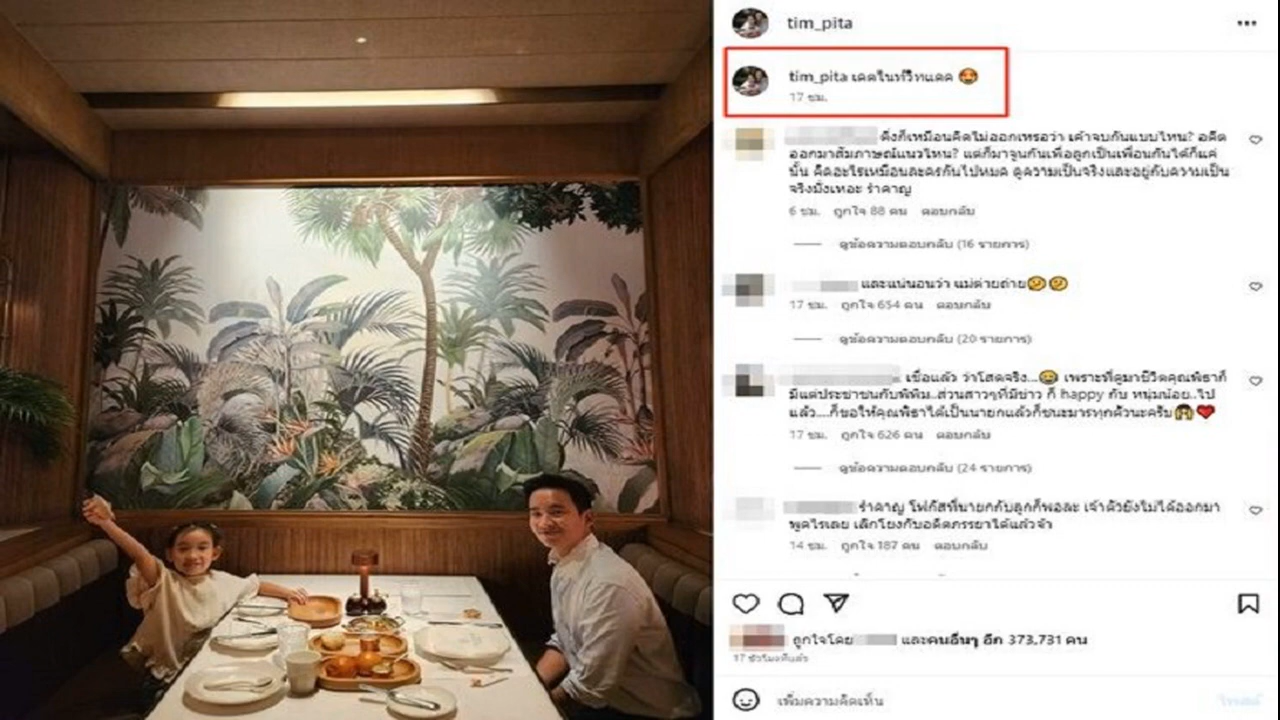 tim_pita
tim_pita เดตไนท์วิทแดด
17 ชม.
ดิ่งก็เหมือนคิดไม่ออกเหรอว่า เค้าจบกันแบบไหน? อดีต
ออกมาสัมภาษณ์แนวไหน? แต่ก็มาจูนกันเพื่อลูกเป็นเพื่อนกันได้ก็แค่
นั้น คิดอะไรเหมือนละครกันไปหมด ดูความเป็นจริงและอยู่กับความเป็น
จริงมั่งเหอะ รำคาญ
6 ชม. ถูกใจ 88 คน ตอบกลับ
ดูข้อความตอบกลับ (16 รายการ)
และแน่นอนว่า แม่ต่ายถ่าย
17 ชม. ถูกใจ 654 คน ตอบกลับ
ดูข้อความตอบกลับ (20 รายการ)
เชื่อแล้ว ว่าโสดจริง... เพราะที่ดูมาชีวิตคุณพิธาก็
มีแต่ประชาชนกับพิพิม..ส่วนสาวๆที่มีข่าว ก็ happy กับ หนุ่มน้อย..ไป
แล้ว....ก็ขอให้คุณพิธาได้เป็นนายกแล้วก็ชนะมารทุกตัวนะครับ
17 ชม. ถูกใจ 626 คน ตอบกลับ
ดูข้อความตอบกลับ (24 รายการ)
รำคาญ โฟกัสที่นายกกับลูกก็พอละ เจ้าตัวยังไม่ได้ออกมา
พูดไรเลย เลิกโยงกับอดีตภรรยาได้แล้วจ้า
14 ชม. ถูกใจ 187 คน ตอบกลับ
ถูกใจโดย และคนอื่นๆ อีก 373,731 คน
17 ชั่วโมงที่แล้ว
เพิ่มความคิดเห็น
โพสต์